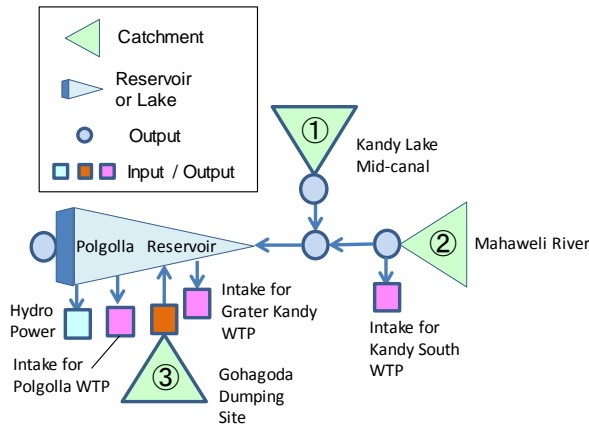 Catchment
Reservoir
or Lake
Output
Input / Output
①
Kandy Lake
Mid-canal
②
Mahaweli River
Polgolla Reservoir
Hydro
Power
Intake for
Polgolla WTP
Intake for
Grater Kandy
WTP
Intake for
Kandy South
WTP
③
Gohagoda
Dumping
Site